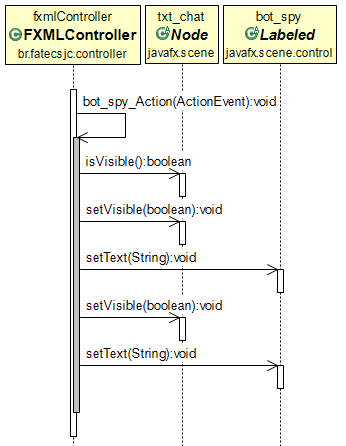 fxmlController
FXMLController
br.fatecsjc.controller
txt_chat
Node
javafx.scene
bot_spy
Labeled
javafx.scene.control
bot_spy_Action(ActionEvent):void
isVisible():boolean
setVisible(boolean):void
setText(String):void
setVisible(boolean):void
setText(String):void